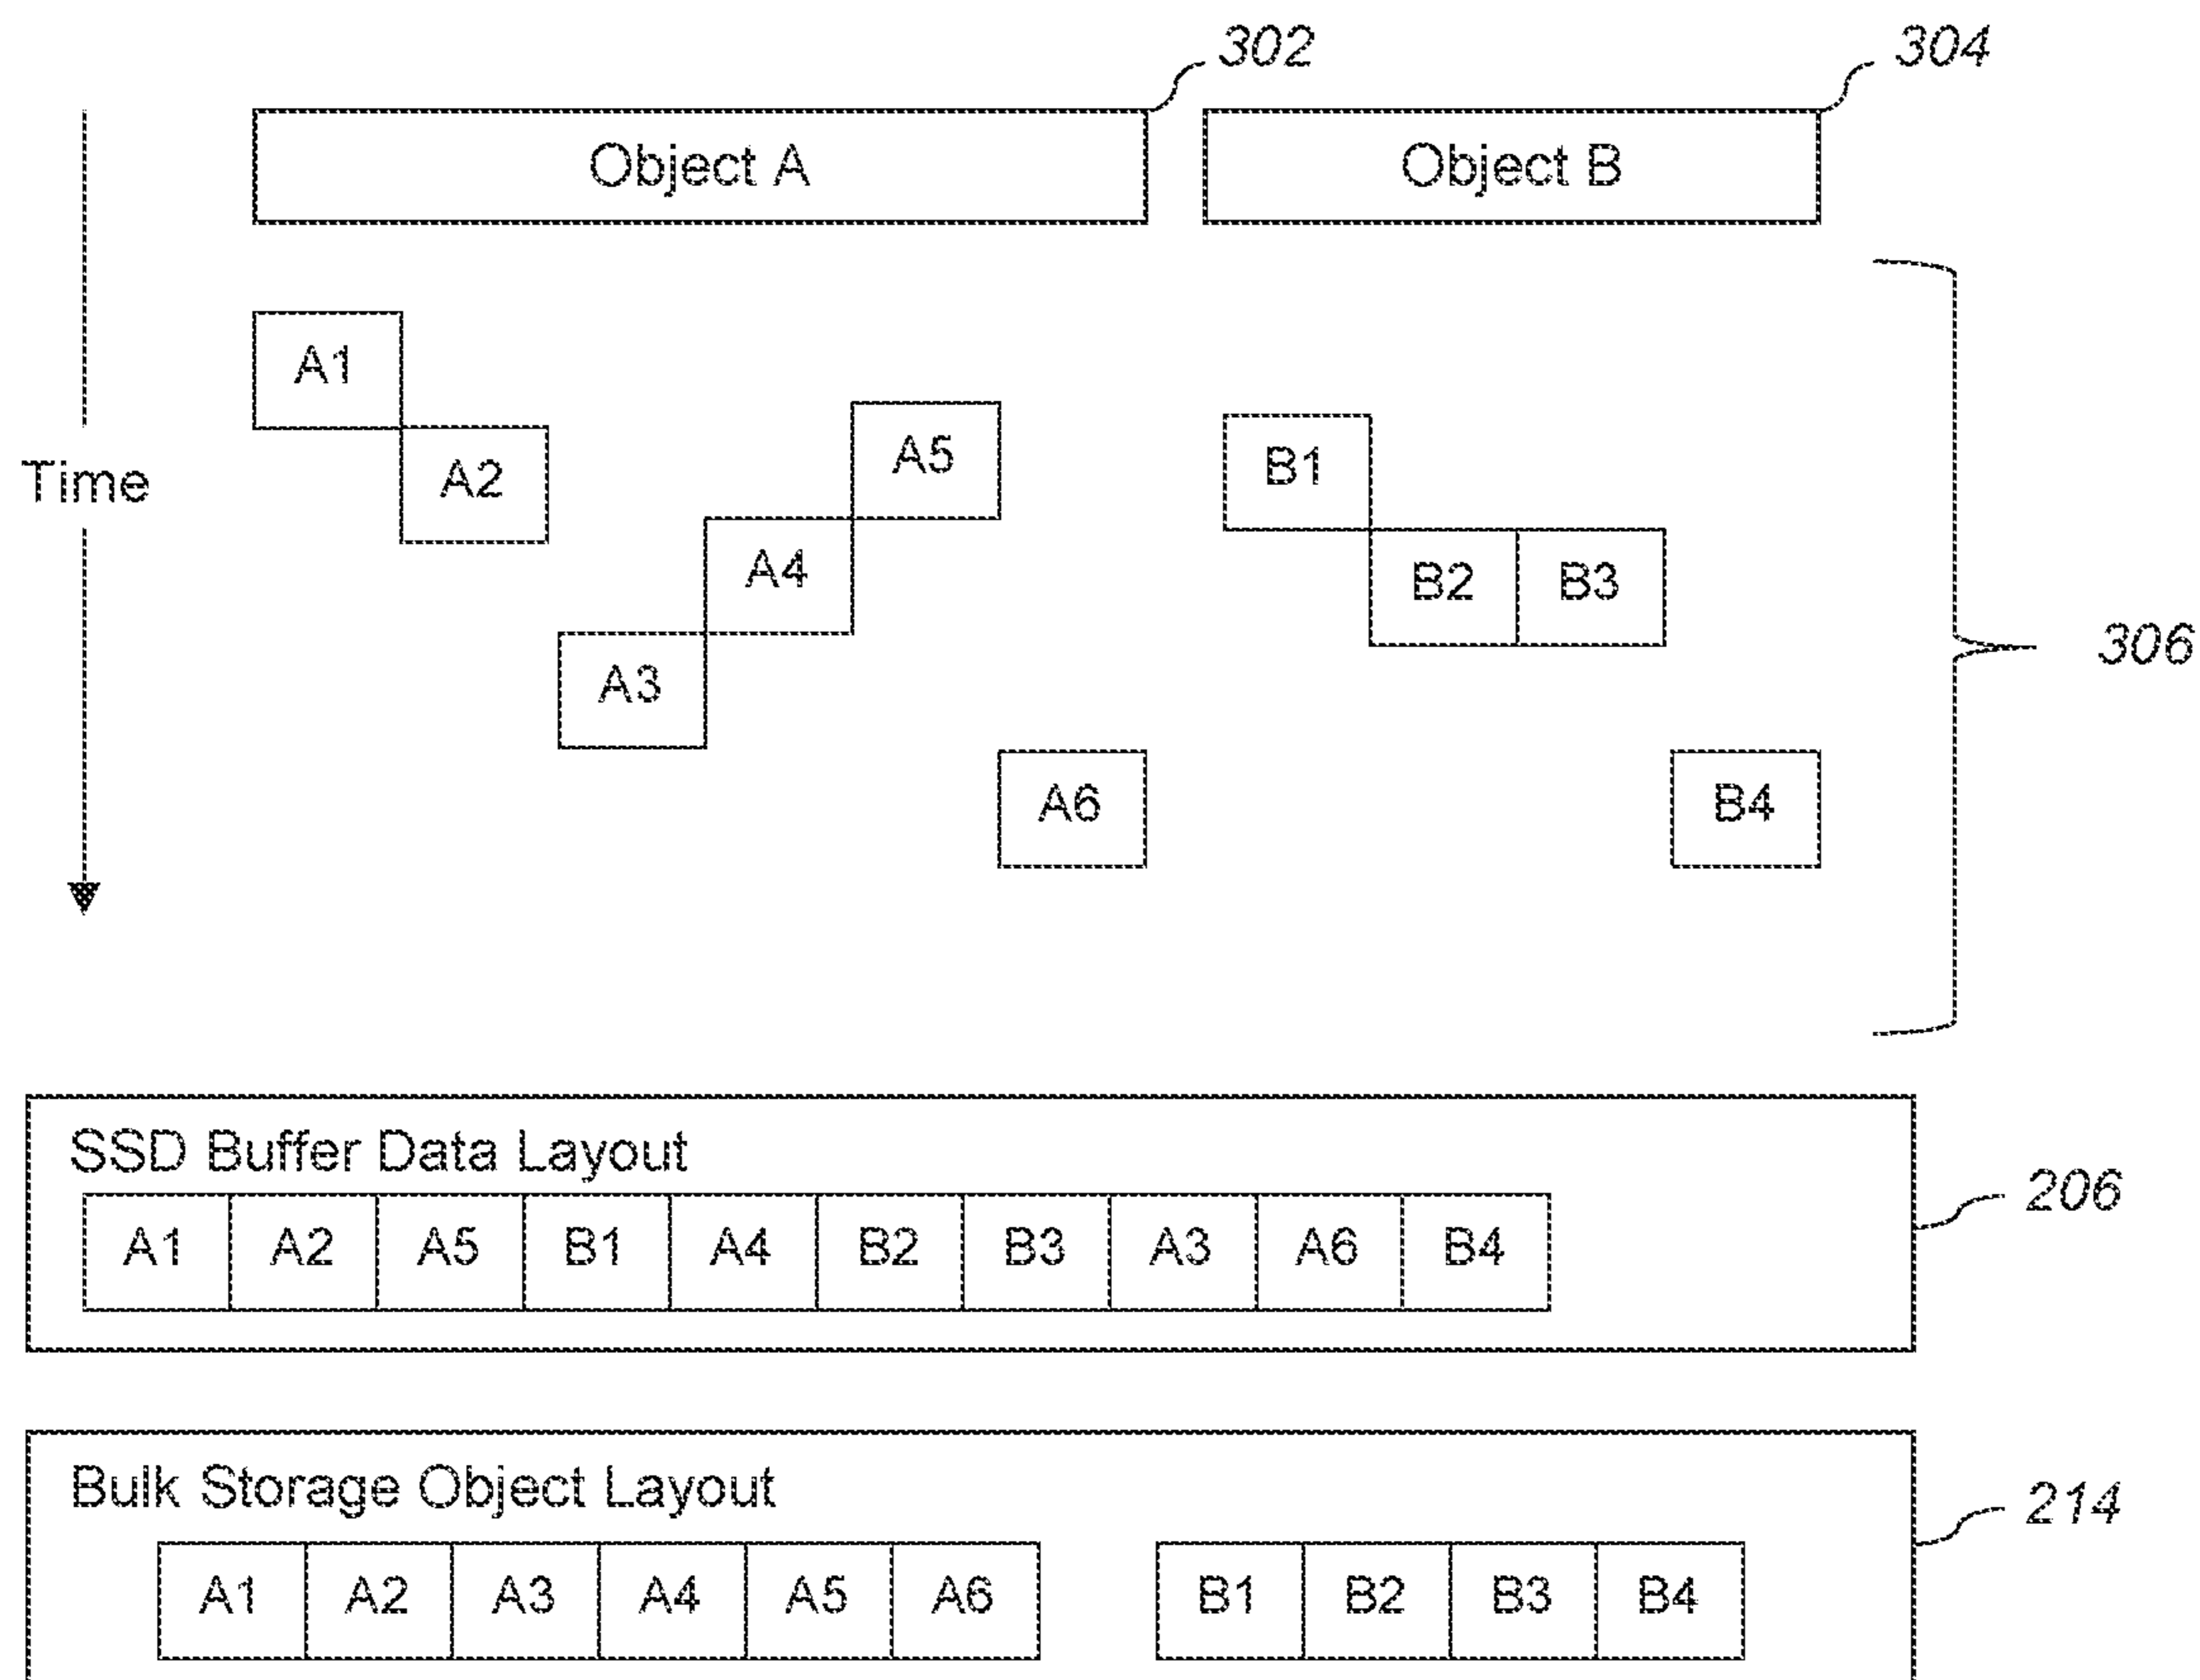 302 304
Object A Object B
A1
Time A2 A5 B1
A4 B2 B3
A3 306
A6 B4
SSD Buffer Data Layout
206
A1 A2 A5 B1 A4 B2 B3 A3 A6 B4
Bulk Storage Object Layout
214
A1 A2 A3 A4 A5 A6 B1 B2 B3 B4